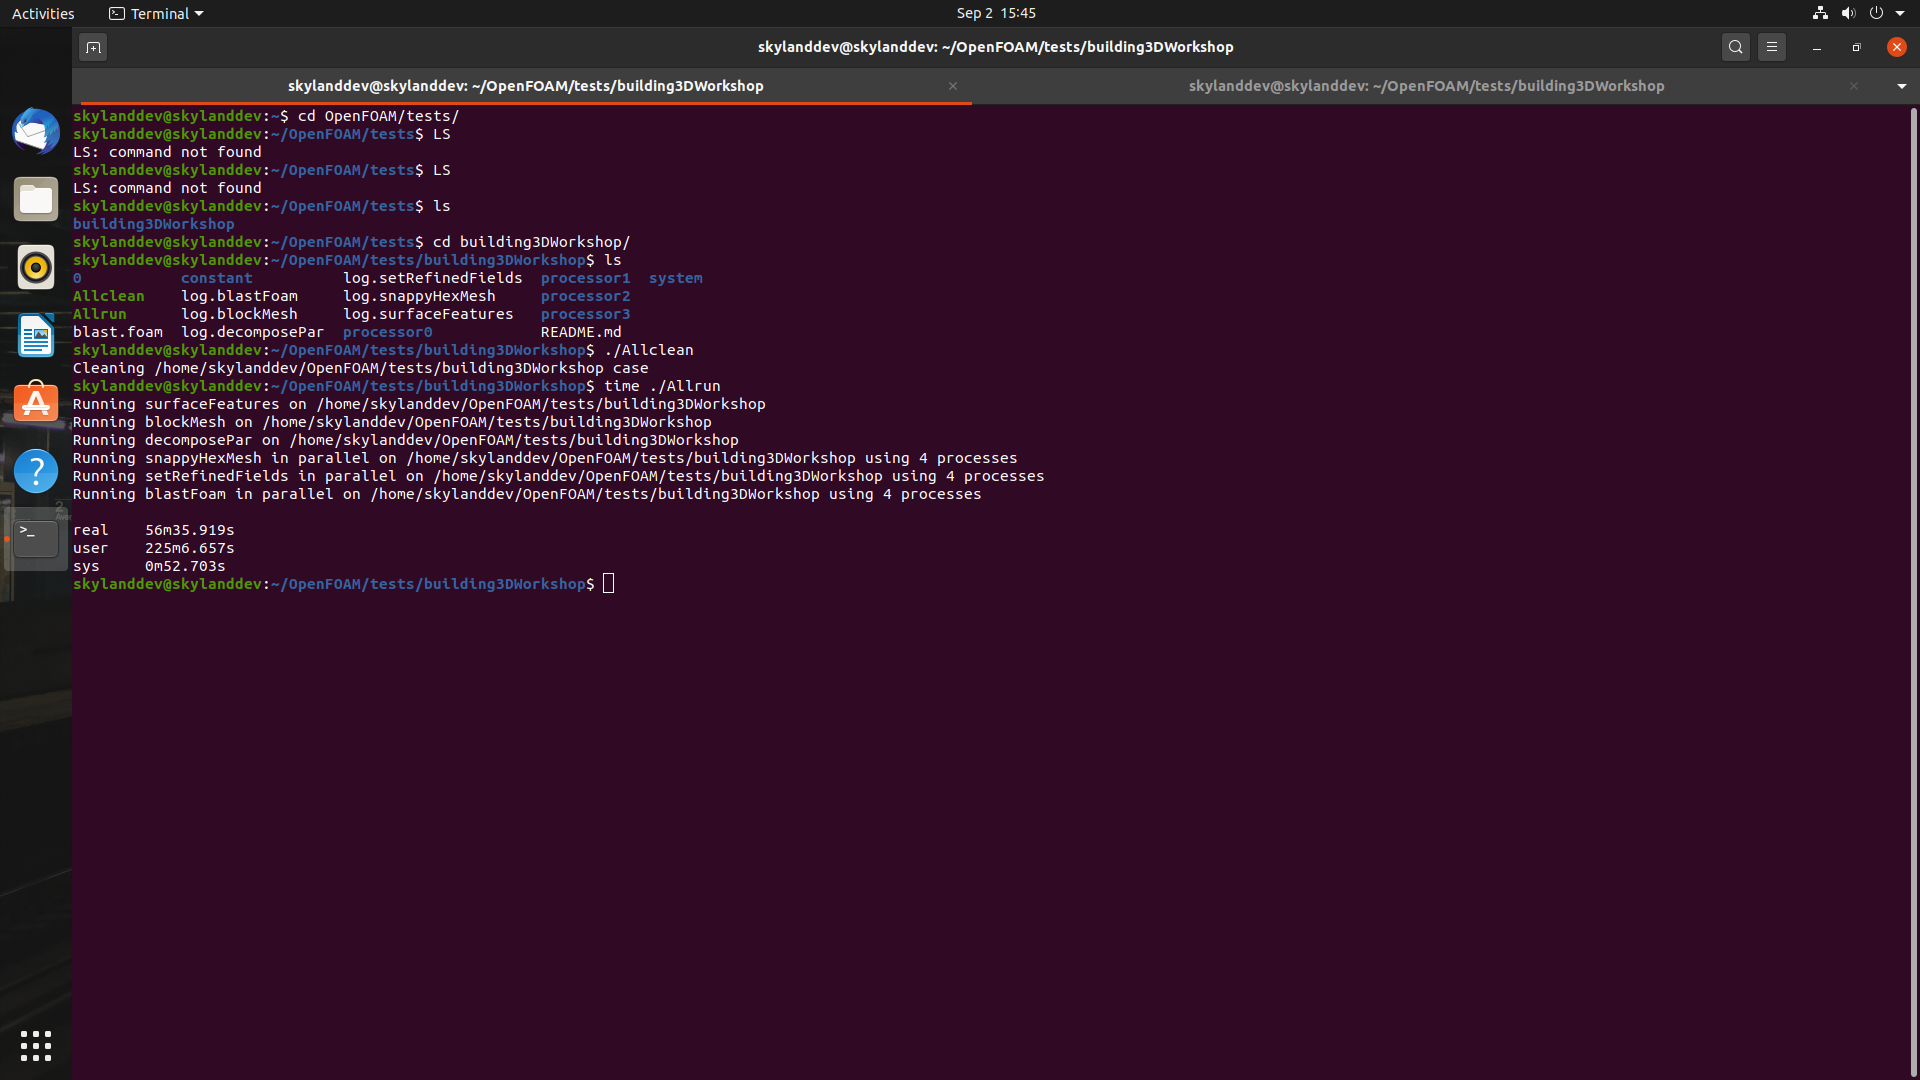 Activities
Terminal
Sep 2 15:45
skylanddev@skylanddev: ~/OpenFOAM/tests/building3DWorkshop
skylanddev@skylanddev: ~/OpenFOAM/tests/building3DWorkshop
skylanddev@skylanddev: ~/OpenFOAM/tests/building3DWorkshop
skylanddev@skylanddev:~$ cd OpenFOAM/tests/
skylanddev@skylanddev:~/OpenFOAM/tests$ LS
LS: command not found
skylanddev@skylanddev:~/OpenFOAM/tests$ LS
LS: command not found
skylanddev@skylanddev:~/OpenFOAM/tests$ ls
building3DWorkshop
skylanddev@skylanddev:~/OpenFOAM/tests$ cd building3DWorkshop/
skylanddev@skylanddev:~/OpenFOAM/tests/building3DWorkshop$ ls
0 constant log.setRefinedFields processor1 system
Allclean log.blastFoam log.snappyHexMesh processor2
Allrun log.blockMesh log.surfaceFeatures processor3
blast.foam log.decomposePar processor0 README.md
skylanddev@skylanddev:~/OpenFOAM/tests/building3DWorkshop$ ./Allclean
Cleaning /home/skylanddev/OpenFOAM/tests/building3DWorkshop case
skylanddev@skylanddev:~/OpenFOAM/tests/building3DWorkshop$ time ./Allrun
Running surfaceFeatures on /home/skylanddev/OpenFOAM/tests/building3DWorkshop
Running blockMesh on /home/skylanddev/OpenFOAM/tests/building3DWorkshop
Running decomposePar on /home/skylanddev/OpenFOAM/tests/building3DWorkshop
Running snappyHexMesh in parallel on /home/skylanddev/OpenFOAM/tests/building3DWorkshop using 4 processes
Running setRefinedFields in parallel on /home/skylanddev/OpenFOAM/tests/building3DWorkshop using 4 processes
Running blastFoam in parallel on /home/skylanddev/OpenFOAM/tests/building3DWorkshop using 4 processes
real 56m35.919s
user 225m6.657s
sys 0m52.703s
skylanddev@skylanddev:~/OpenFOAM/tests/building3DWorkshop$